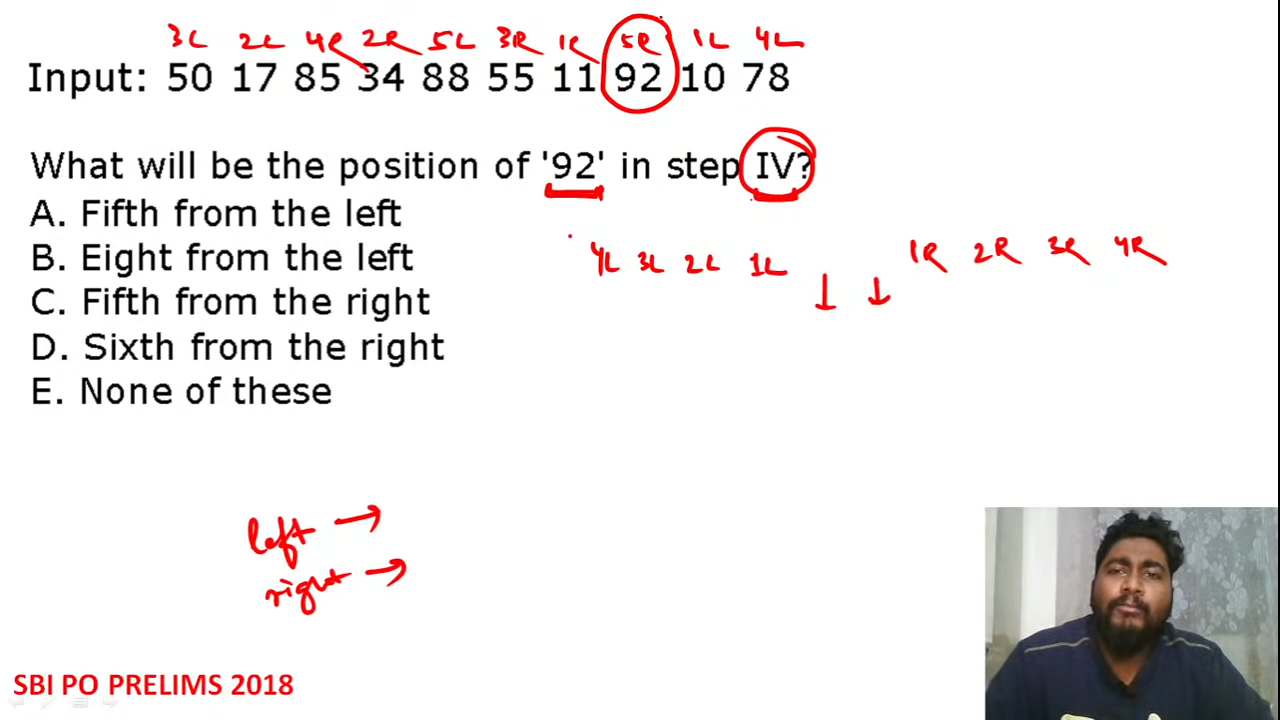 3L 2L 4R 2R 5L 3R 1R 5R 1L 4L
Input: 50 17 85 34 88 55 11 92 10 78
What will be the position of '92' in step IV?
A. Fifth from the left
B. Eight from the left
C. Fifth from the right
D. Sixth from the right
E. None of these
4L 3L 2L 1L ↓ ↓ 1R 2R 3R 4R
left →
right →
SBI PO PRELIMS 2018